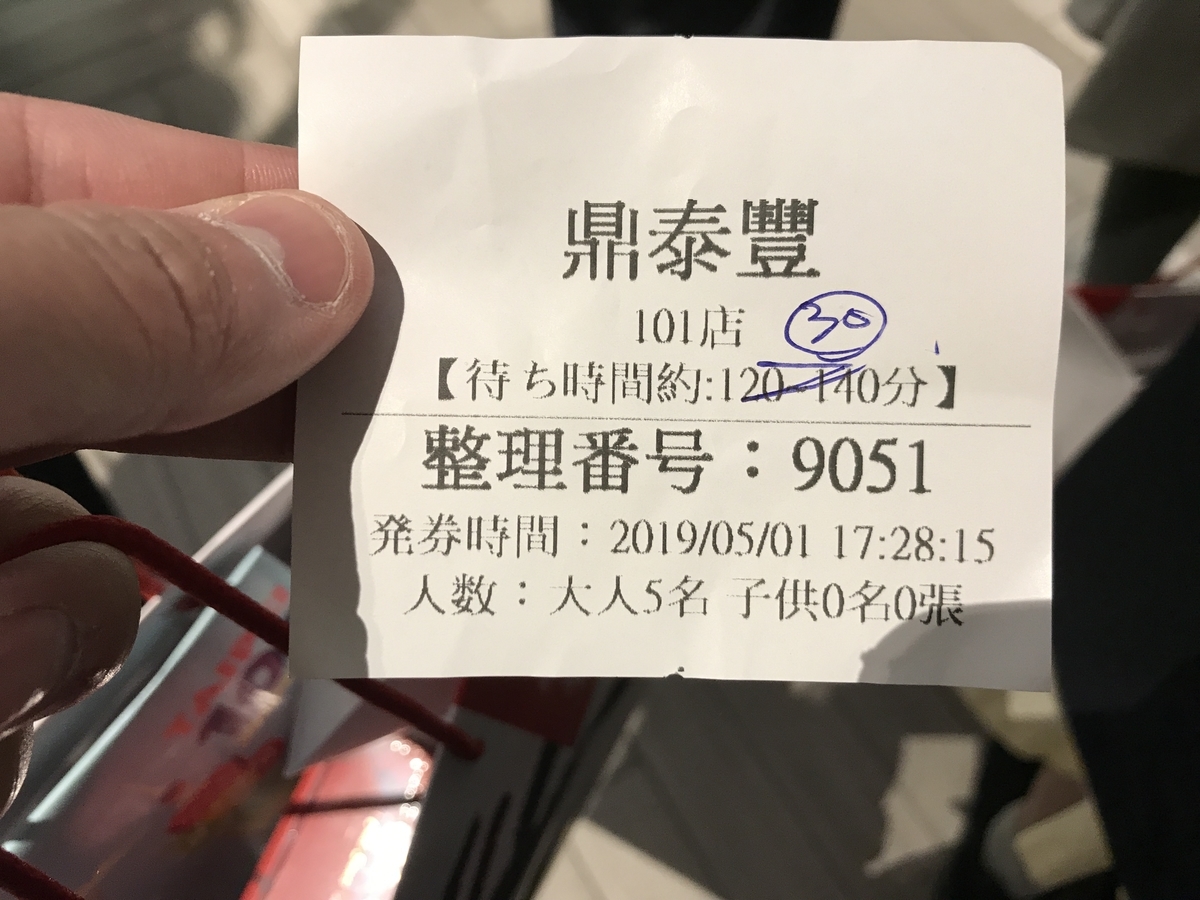 鼎泰豐
101店 30
【待ち時間約:120~140分】
整理番号：9051
発券時間：2019/05/01 17:28:15
人数：大人5名 子供0名0張